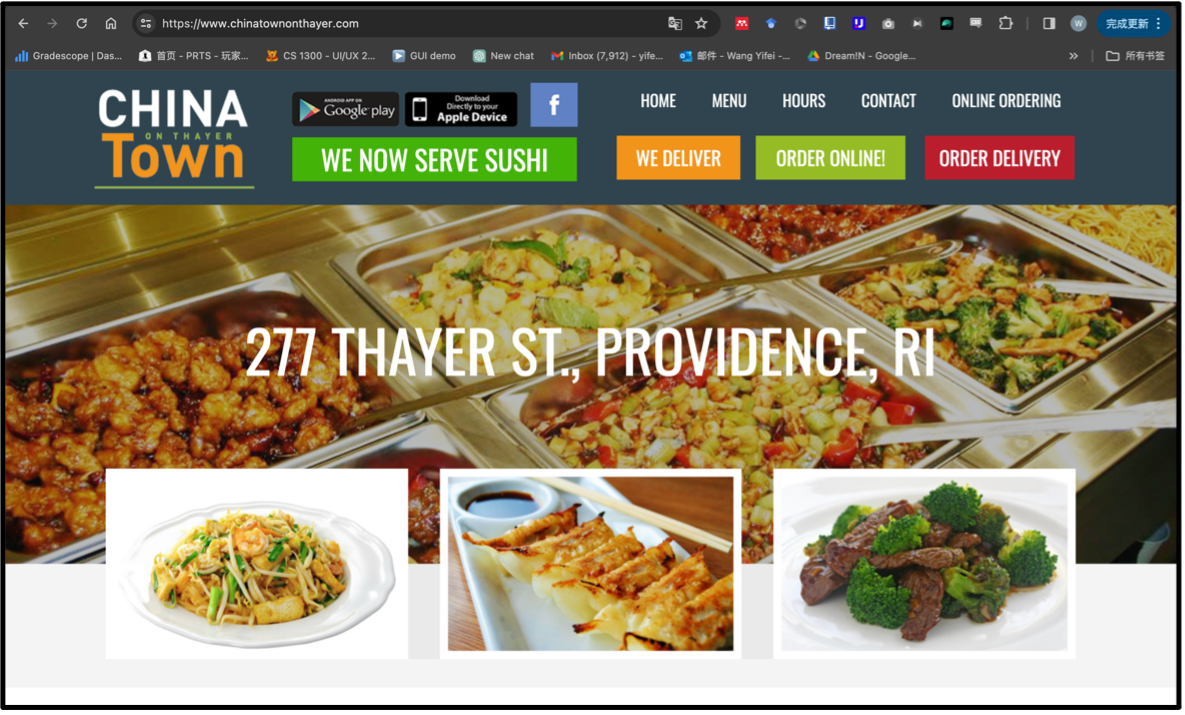 https://www.chinatownonthayer.com
完成更新
Gradescope | Das...
首页 - PRTS - 玩家...
CS 1300 - UI/UX 2...
GUI demo
New chat
Inbox (7,912) - yife...
邮件 - Wang Yifei -...
Dream!N - Google...
»
所有书签
CHINA
ON THAYER
Town
ANDROID APP ON
Google play
Download
Directly to your
Apple Device
f
HOME
MENU
HOURS
CONTACT
ONLINE ORDERING
WE NOW SERVE SUSHI
WE DELIVER
ORDER ONLINE!
ORDER DELIVERY
277 THAYER ST., PROVIDENCE, RI